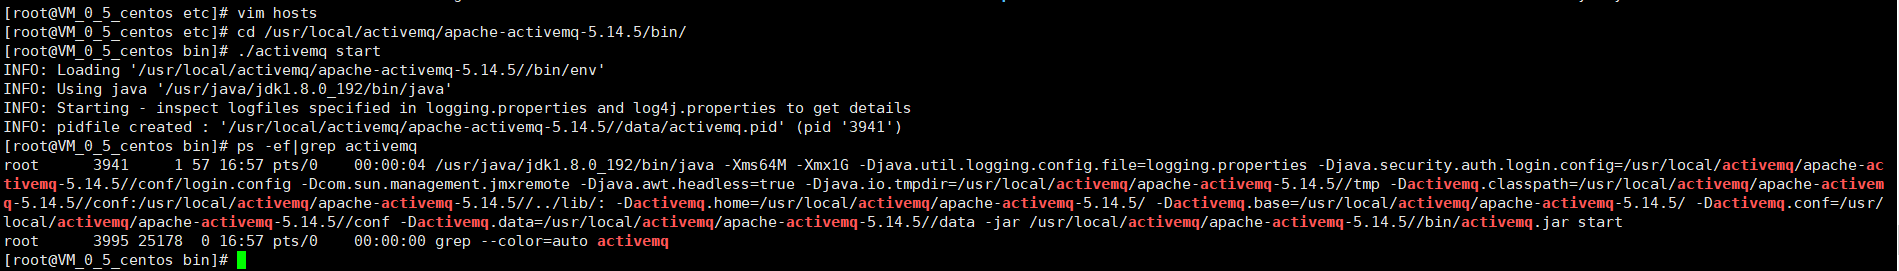 [root@VM_0_5_centos etc]# vim hosts
[root@VM_0_5_centos etc]# cd /usr/local/activemq/apache-activemq-5.14.5/bin/
[root@VM_0_5_centos bin]# ./activemq start
INFO: Loading '/usr/local/activemq/apache-activemq-5.14.5//bin/env'
INFO: Using java '/usr/java/jdk1.8.0_192/bin/java'
INFO: Starting - inspect logfiles specified in logging.properties and log4j.properties to get details
INFO: pidfile created : '/usr/local/activemq/apache-activemq-5.14.5//data/activemq.pid' (pid '3941')
[root@VM_0_5_centos bin]# ps -ef|grep activemq
root      3941     1 57 16:57 pts/0    00:00:04 /usr/java/jdk1.8.0_192/bin/java -Xms64M -Xmx1G -Djava.util.logging.config.file=logging.properties -Djava.security.auth.login.config=/usr/local/activemq/apache-ac
tivemq-5.14.5//conf/login.config -Dcom.sun.management.jmxremote -Djava.awt.headless=true -Djava.io.tmpdir=/usr/local/activemq/apache-activemq-5.14.5//tmp -Dactivemq.classpath=/usr/local/activemq/apache-activem
q-5.14.5//conf:/usr/local/activemq/apache-activemq-5.14.5//../lib/: -Dactivemq.home=/usr/local/activemq/apache-activemq-5.14.5/ -Dactivemq.base=/usr/local/activemq/apache-activemq-5.14.5/ -Dactivemq.conf=/usr/
local/activemq/apache-activemq-5.14.5//conf -Dactivemq.data=/usr/local/activemq/apache-activemq-5.14.5//data -jar /usr/local/activemq/apache-activemq-5.14.5//bin/activemq.jar start
root      3995 25178  0 16:57 pts/0    00:00:00 grep --color=auto activemq
[root@VM_0_5_centos bin]#